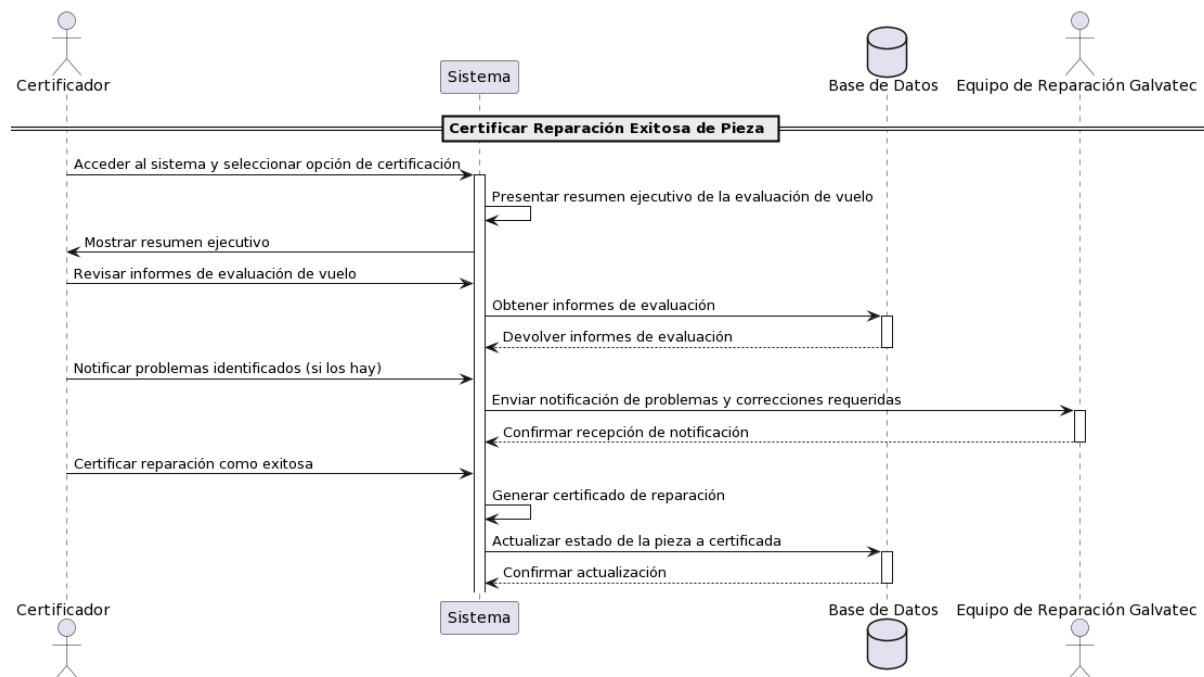 Certificador
Sistema
Base de Datos
Equipo de Reparación Galvatec
Certificar Reparación Exitosa de Pieza
Acceder al sistema y seleccionar opción de certificación
Presentar resumen ejecutivo de la evaluación de vuelo
Mostrar resumen ejecutivo
Revisar informes de evaluación de vuelo
Obtener informes de evaluación
Devolver informes de evaluación
Notificar problemas identificados (si los hay)
Enviar notificación de problemas y correcciones requeridas
Confirmar recepción de notificación
Certificar reparación como exitosa
Generar certificado de reparación
Actualizar estado de la pieza a certificada
Confirmar actualización
Certificador
Sistema
Base de Datos
Equipo de Reparación Galvatec